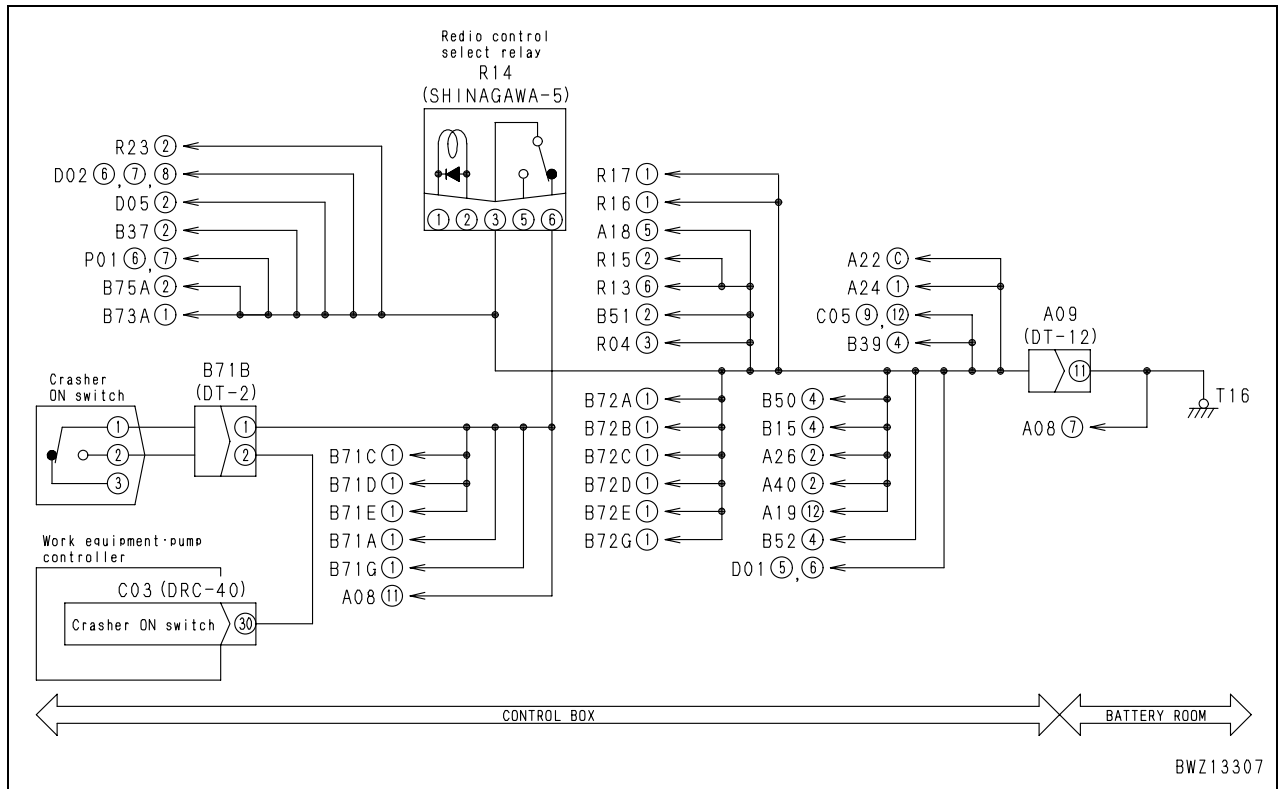 Redio control
select relay
R14
(SHINAGAWA-5)
1 2 3 5 6
R23 2
D02 6, 7, 8
D05 2
B37 2
P01 6, 7
B75A 2
B73A 1
R17 1
R16 1
A18 5
R15 2
R13 6
B51 2
R04 3
A22 C
A24 1
C05 9, 12
B39 4
A09
(DT-12)
11
T16
A08 7
Crasher
ON switch
1
2
3
B71B
(DT-2)
1
2
B71C 1
B71D 1
B71E 1
B71A 1
B71G 1
A08 11
B72A 1
B72B 1
B72C 1
B72D 1
B72E 1
B72G 1
B50 4
B15 4
A26 2
A40 2
A19 12
B52 4
D01 5, 6
Work equipment·pump
controller
C03 (DRC-40)
Crasher ON switch 30
CONTROL BOX
BATTERY ROOM
BWZ13307